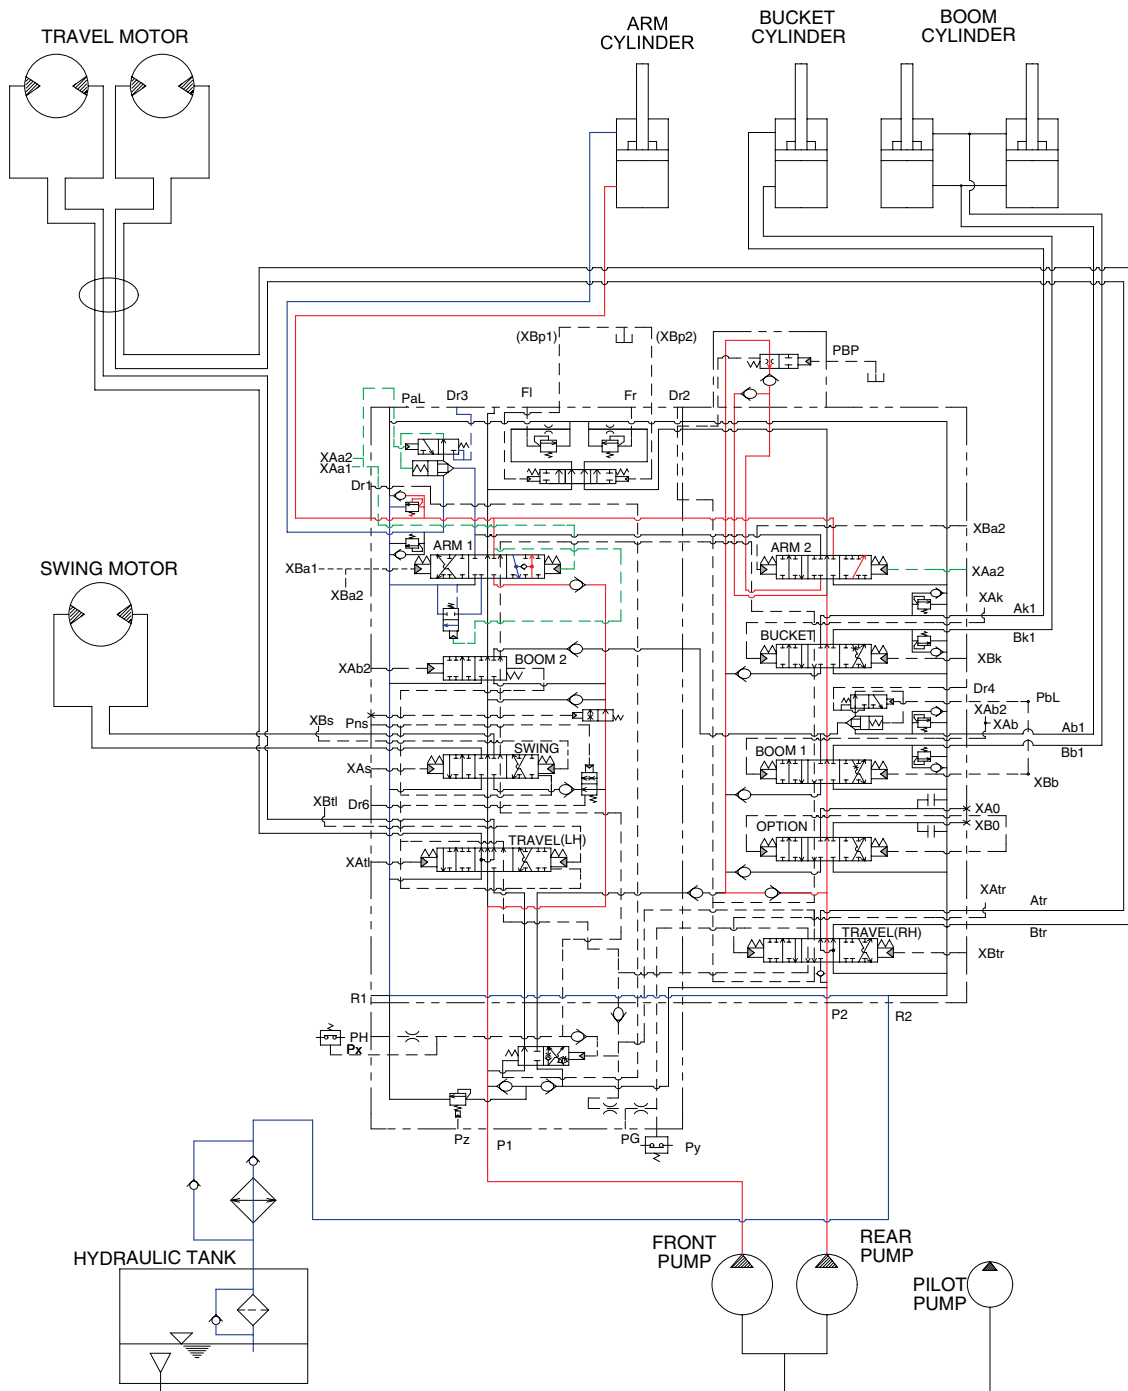 TRAVEL MOTOR
ARM
CYLINDER
BUCKET
CYLINDER
BOOM
CYLINDER
(XBp1)
(XBp2)
PBP
PaL
Dr3
Fl
Fr
Dr2
XAa2
XAa1
Dr1
XBa2
ARM 1
ARM 2
SWING MOTOR
XBa1
XBa2
XAa2
XAk
Ak1
BUCKET
Bk1
XAb2
BOOM 2
XBk
Dr4
PbL
XBs
Pns
XAb2
XAb
Ab1
SWING
BOOM 1
Bb1
XAs
XBb
XBtl
Dr6
XA0
OPTION
XB0
TRAVEL(LH)
XAtl
XAtr
Atr
Btr
TRAVEL(RH)
XBtr
R1
P2
R2
PH
Px
Pz
P1
PG
Py
HYDRAULIC TANK
FRONT
PUMP
REAR
PUMP
PILOT
PUMP